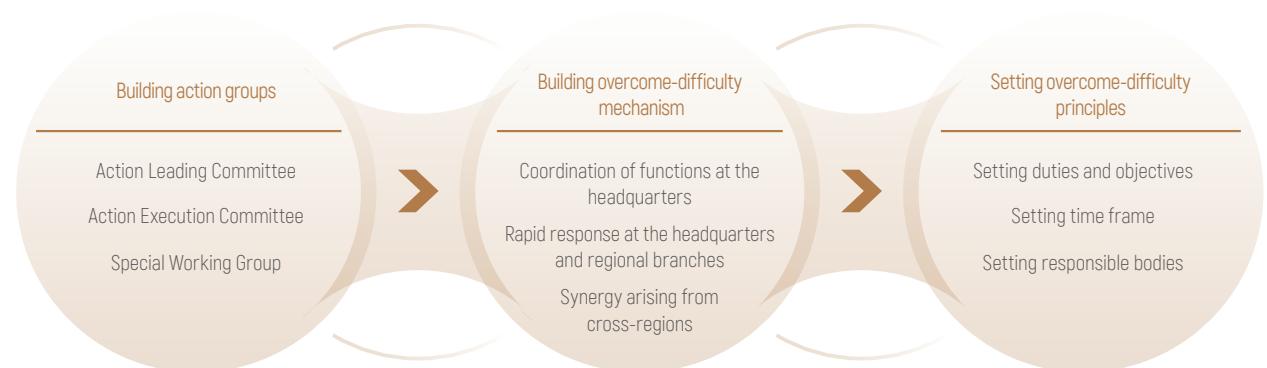 Building action groups
Action Leading Committee
Action Execution Committee
Special Working Group
Building overcome-difficulty
mechanism
Coordination of functions at the
headquarters
Rapid response at the headquarters
and regional branches
Synergy arising from
cross-regions
Setting overcome-difficulty
principles
Setting duties and objectives
Setting time frame
Setting responsible bodies